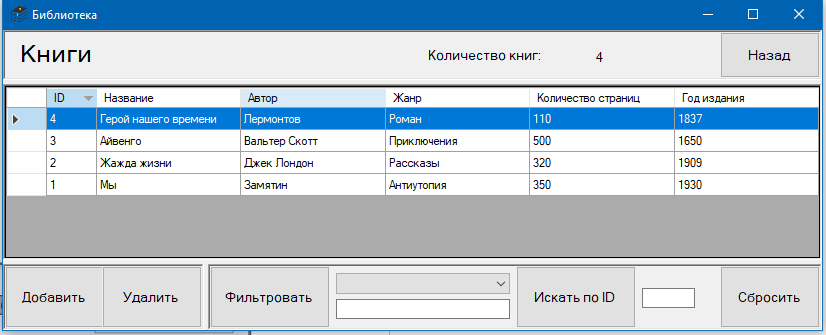 Библиотека
Книги Количество книг: 4 Назад
ID Название Автор Жанр Количество страниц Год издания
4 Герой нашего времени Лермонтов Роман 110 1837
3 Айвенго Вальтер Скотт Приключения 500 1650
2 Жажда жизни Джек Лондон Рассказы 320 1909
1 Мы Замятин Антиутопия 350 1930
Добавить Удалить Фильтровать Искать по ID Сбросить